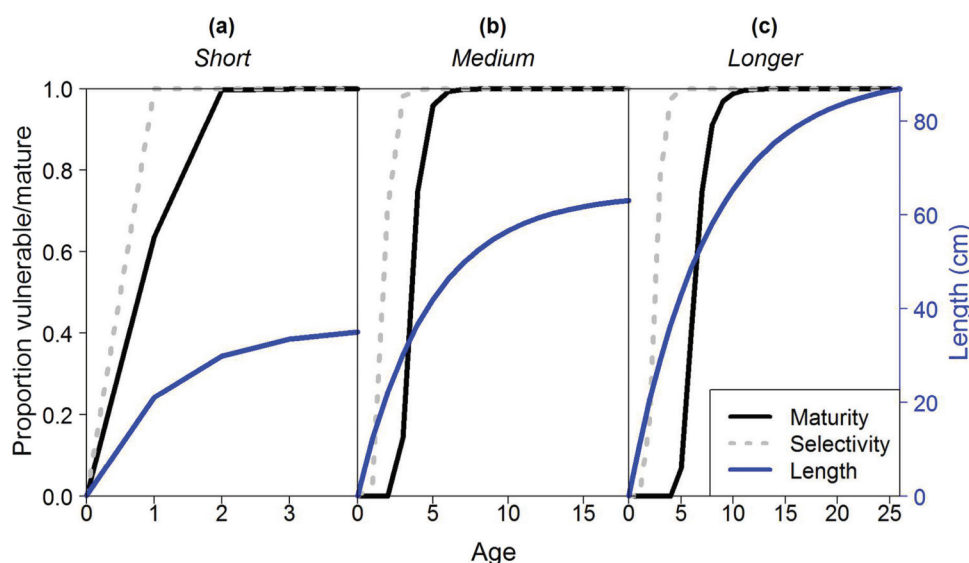 (a) (b) (c)
Short Medium Longer
Proportion vulnerable/mature
1.0
0.8
0.6
0.4
0.2
0.0
0 1 2 3
0 5 10 15
0 5 10 15 20 25
80
60
40
20
0
Length (cm)
Maturity
Selectivity
Length
Age